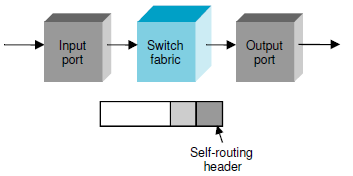 Input
port
Switch
fabric
Output
port
Self-routing
header